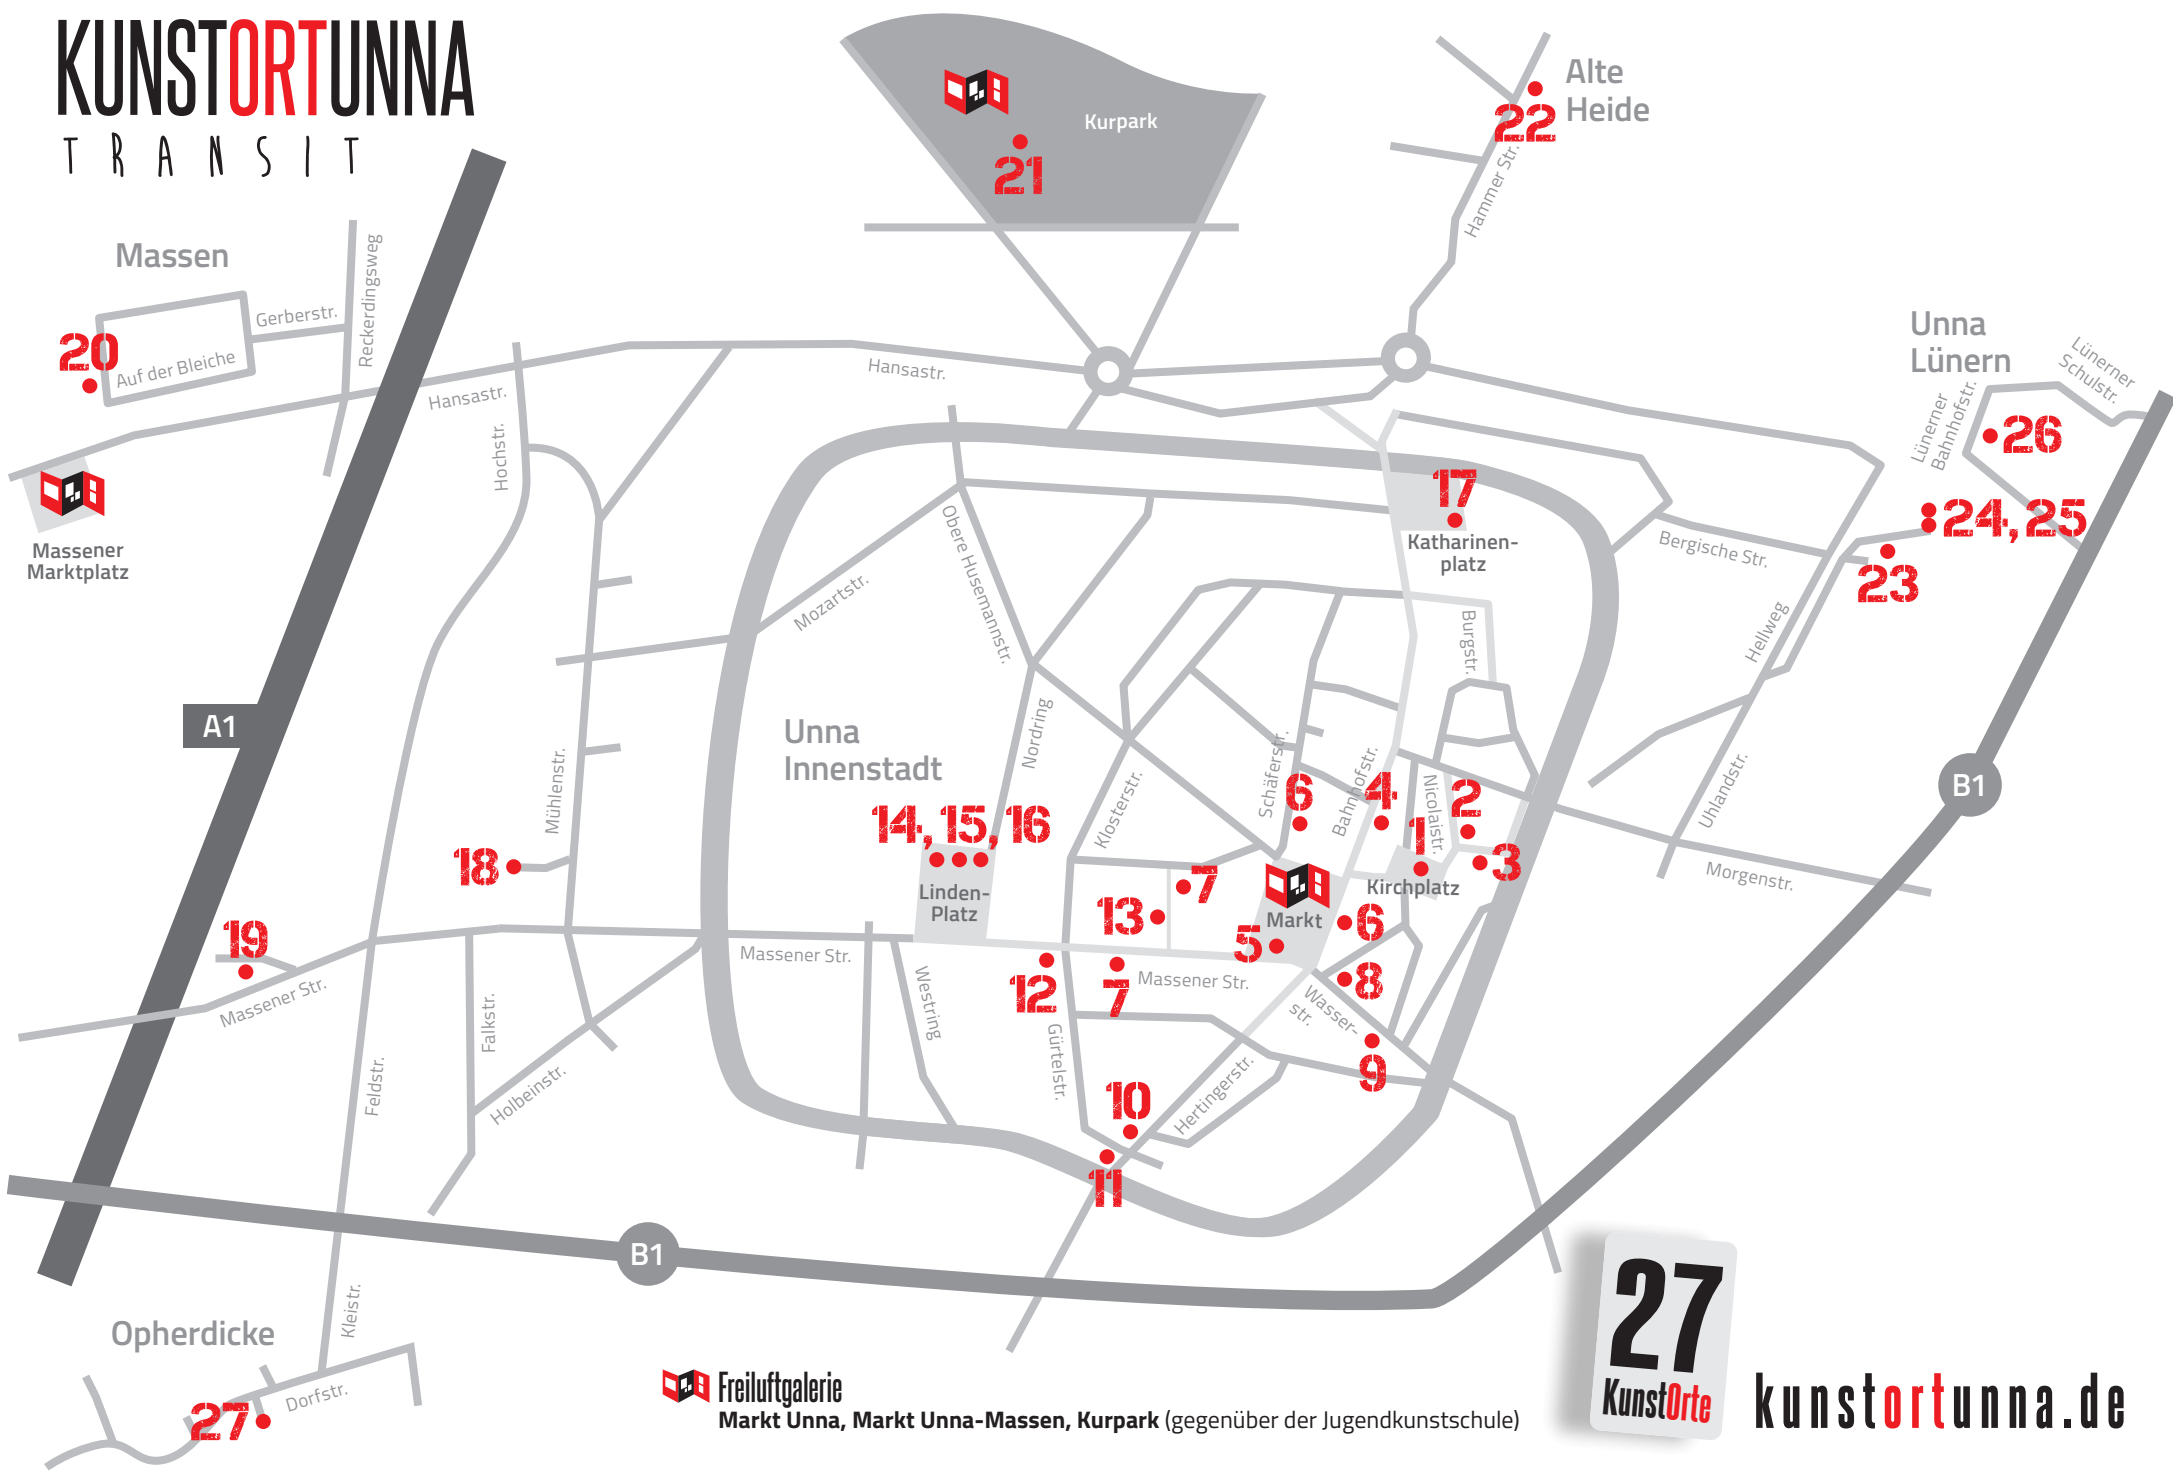 KUNSTORTUNNA
TRANSIT
Kurpark
21
Alte
Heide
22
Hammer Str.
Massen
Gerberstr.
Reckerdingsweg
20
Auf der Bleiche
Hansastr.
Hansastr.
Hochstr.
Massener
Marktplatz
Unna
Lünern
Lünerner
Schulstr.
Lünerner
Bahnhofstr.
26
24, 25
23
17
Katharinen-
platz
Bergische Str.
Hellweg
Uhlandstr.
Morgenstr.
B1
Mozartstr.
Obere Husemannstr.
Burgstr.
A1
Unna
Innenstadt
Nordring
Klosterstr.
Schäferstr.
Bahnhofstr.
Nicolaistr.
Mühlenstr.
14, 15, 16
Linden-
Platz
6
4
1
2
3
Kirchplatz
18
7
13
Markt
6
5
19
Massener Str.
Massener Str.
Massener Str.
12
7
8
Wasser-
str.
9
Westring
Gürtelstr.
Falkstr.
Feldstr.
Holbeinstr.
10
Hertingerstr.
11
B1
Opherdicke
Kleistr.
Dorfstr.
27
Freiluftgalerie
Markt Unna, Markt Unna-Massen, Kurpark (gegenüber der Jugendkunstschule)
27
KunstOrte
kunstortunna.de